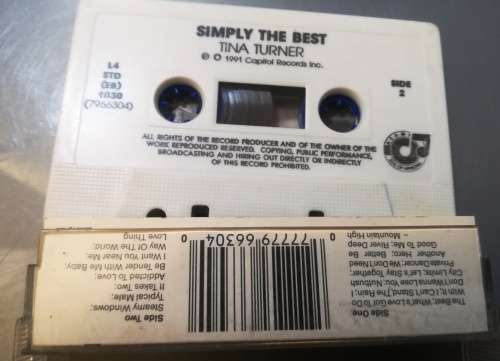 SIMPLY THE BEST
TINA TURNER
℗ © 1991 Capitol Records Inc.
L4
STD
(EB)
1030
(7966304)
SIDE
2
ALL RIGHTS OF THE RECORD PRODUCER AND OF THE OWNER OF THE
WORK REPRODUCED RESERVED. COPYING, PUBLIC PERFORMANCE,
BROADCASTING AND HIRING OUT DIRECTLY OR INDIRECTLY
OF THIS RECORD PROHIBITED.
Side One
The Best; What's Love Got To Do
With It; I Can't Stand The Rain; I
Don't Wanna Lose You; Nutbush
City Limits; Let's Stay Together;
Private Dancer; We Don't Need
Another Hero; Better Be
Good To Me; River Deep
- Mountain High
0 77779 66304 0
Side Two
Steamy Windows;
Typical Male;
It Takes Two;
Addicted To Love;
Be Tender With Me Baby;
I Want You Near Me;
Way Of The World;
Love Thing